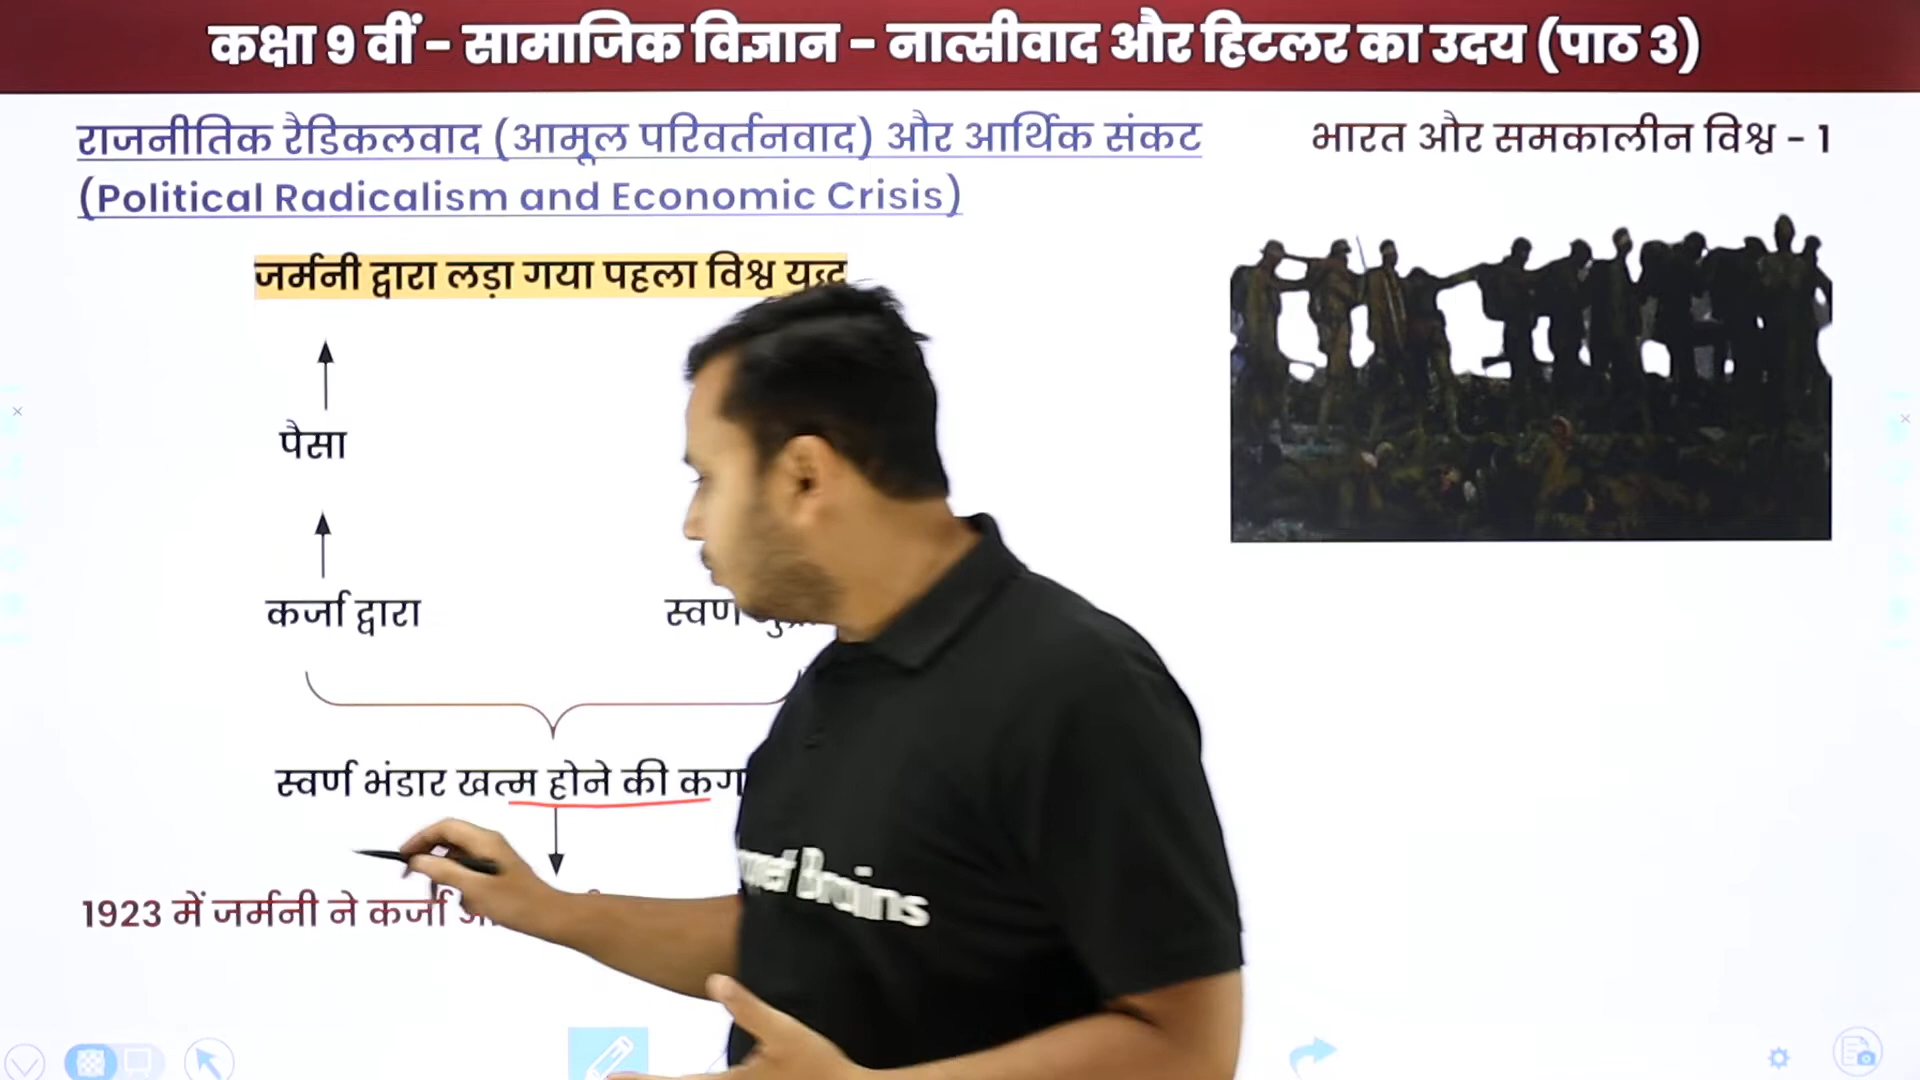 कक्षा 9 वीं - सामाजिक विज्ञान - नात्सीवाद और हिटलर का उदय (पाठ 3)
राजनीतिक रैडिकलवाद (आमूल परिवर्तनवाद) और आर्थिक संकट
(Political Radicalism and Economic Crisis)
भारत और समकालीन विश्व - 1
जर्मनी द्वारा लड़ा गया पहला विश्व युद्ध
पैसा
कर्जा द्वारा
स्वर्ण भंडार खत्म होने की
1923 में जर्मनी ने कर्जा
Brains